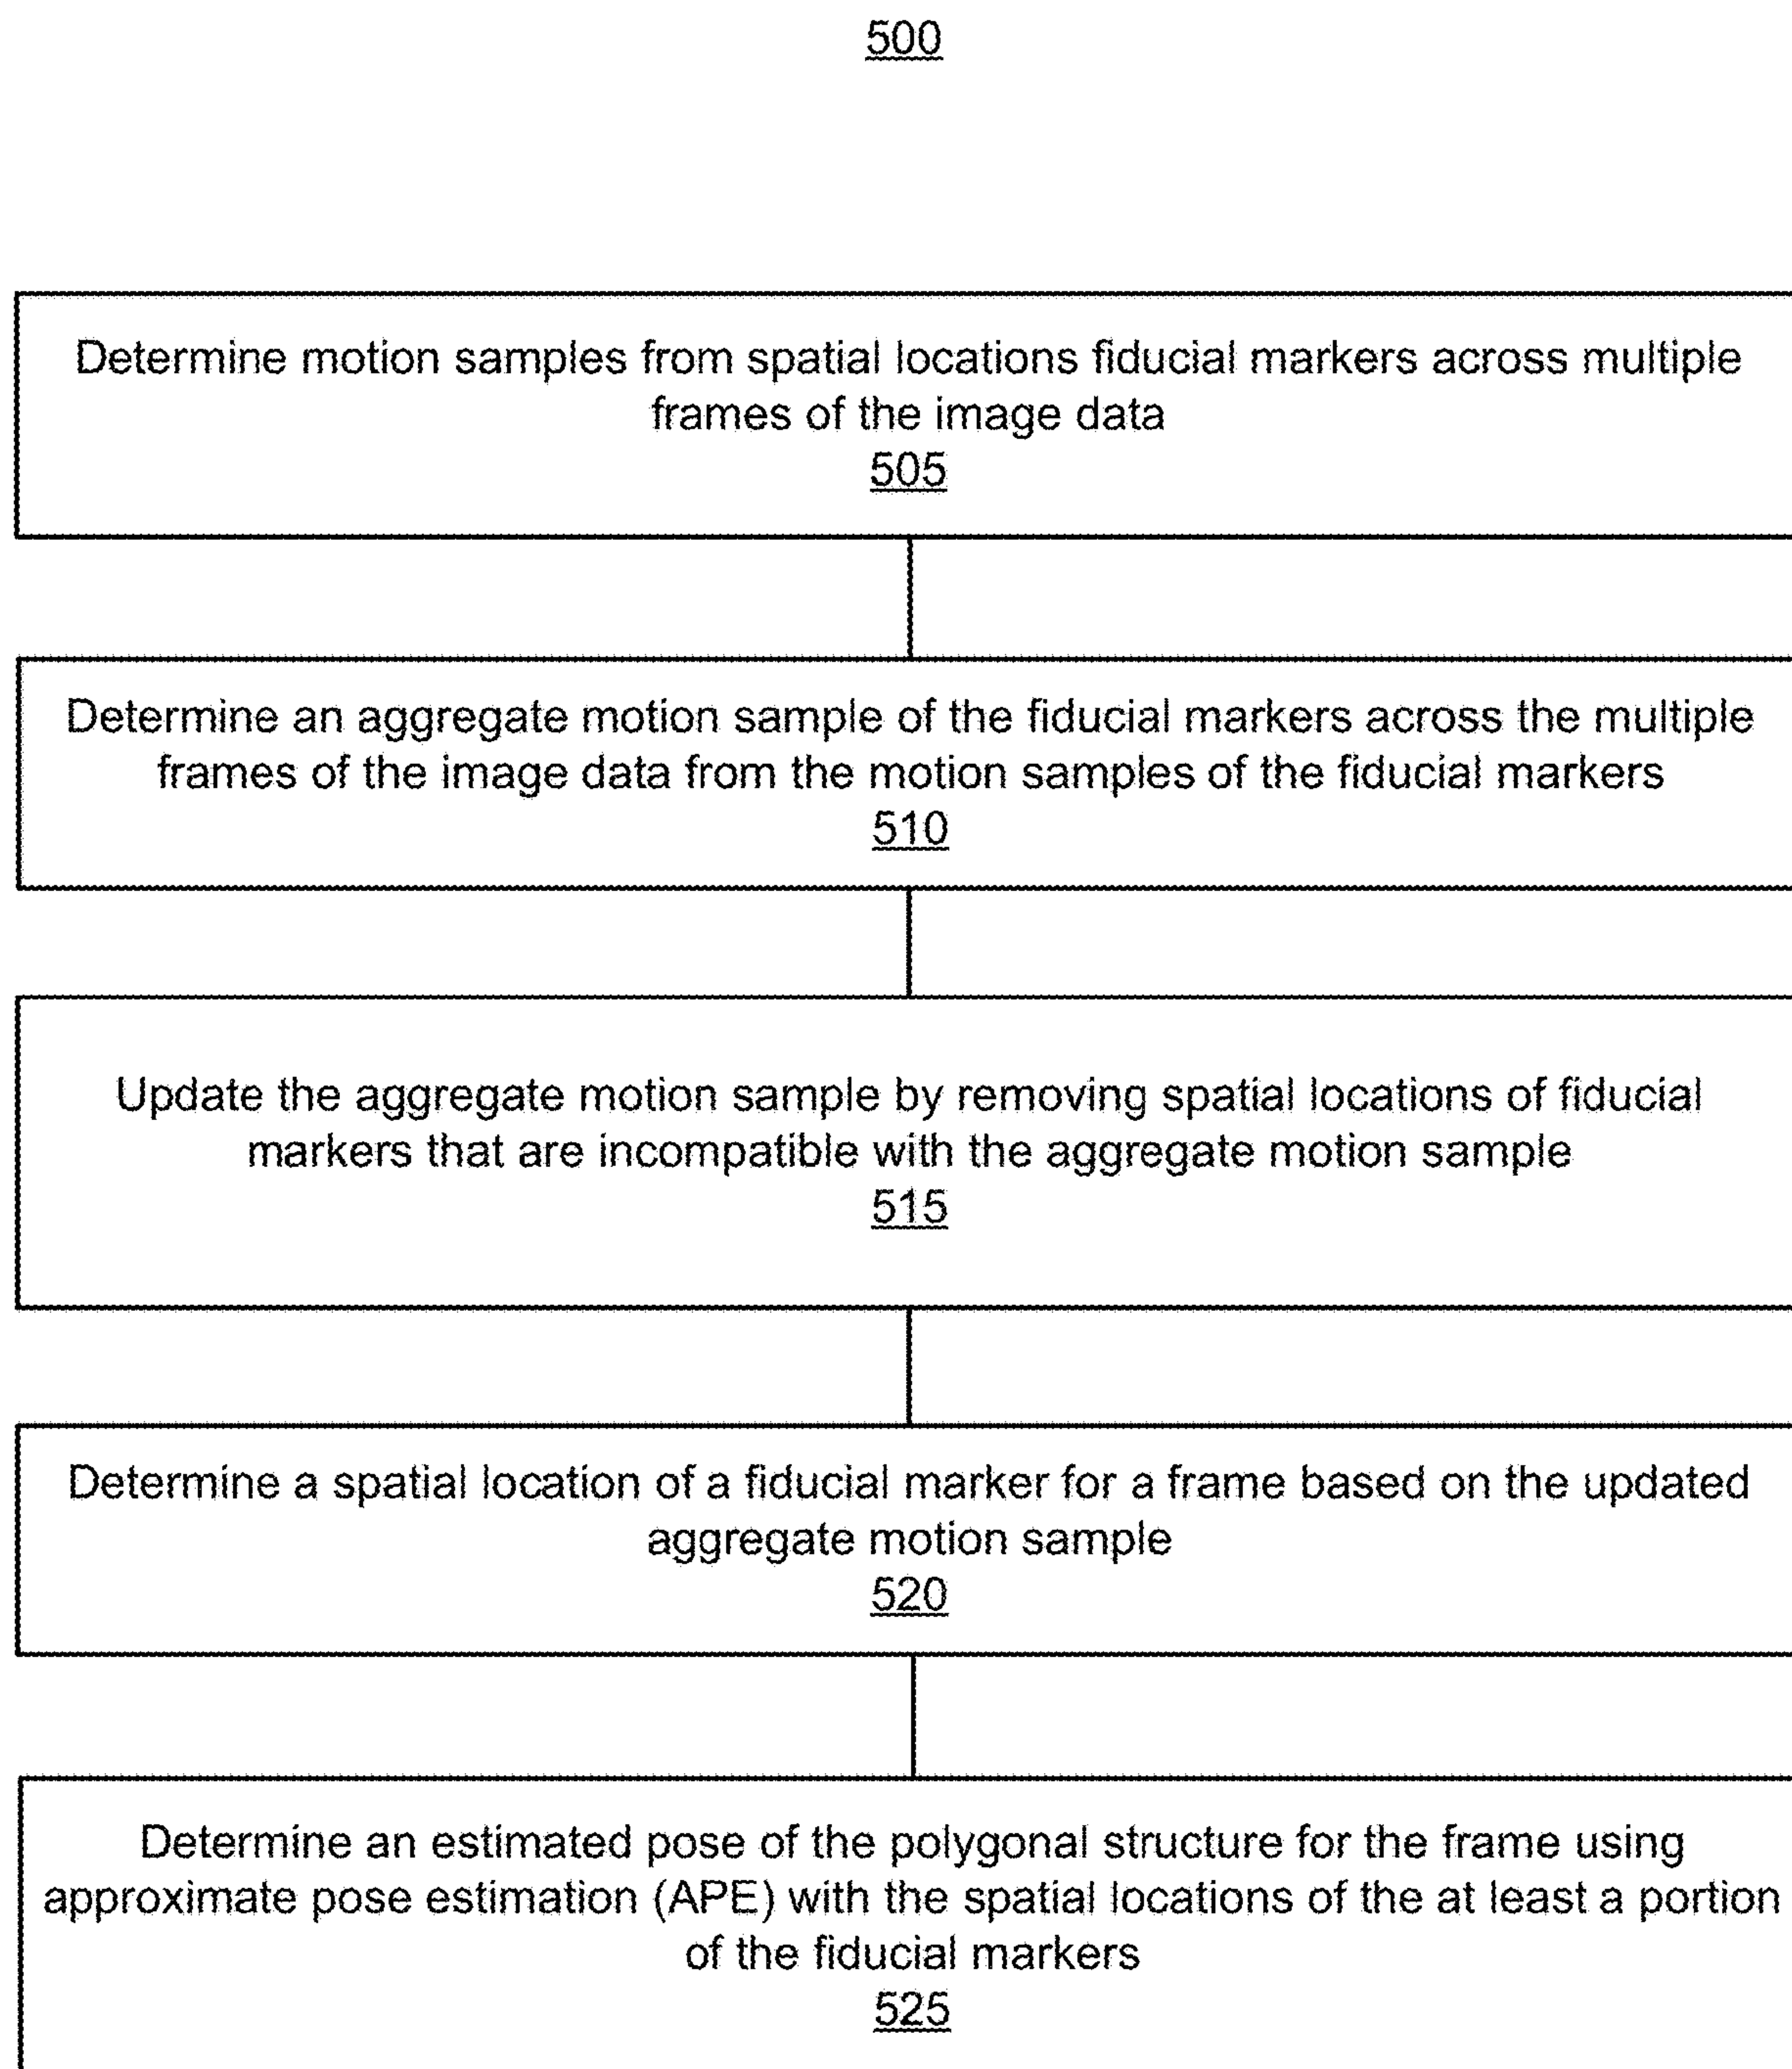 500
Determine motion samples from spatial locations fiducial markers across multiple
frames of the image data
505
Determine an aggregate motion sample of the fiducial markers across the multiple
frames of the image data from the motion samples of the fiducial markers
510
Update the aggregate motion sample by removing spatial locations of fiducial
markers that are incompatible with the aggregate motion sample
515
Determine a spatial location of a fiducial marker for a frame based on the updated
aggregate motion sample
520
Determine an estimated pose of the polygonal structure for the frame using
approximate pose estimation (APE) with the spatial locations of the at least a portion
of the fiducial markers
525